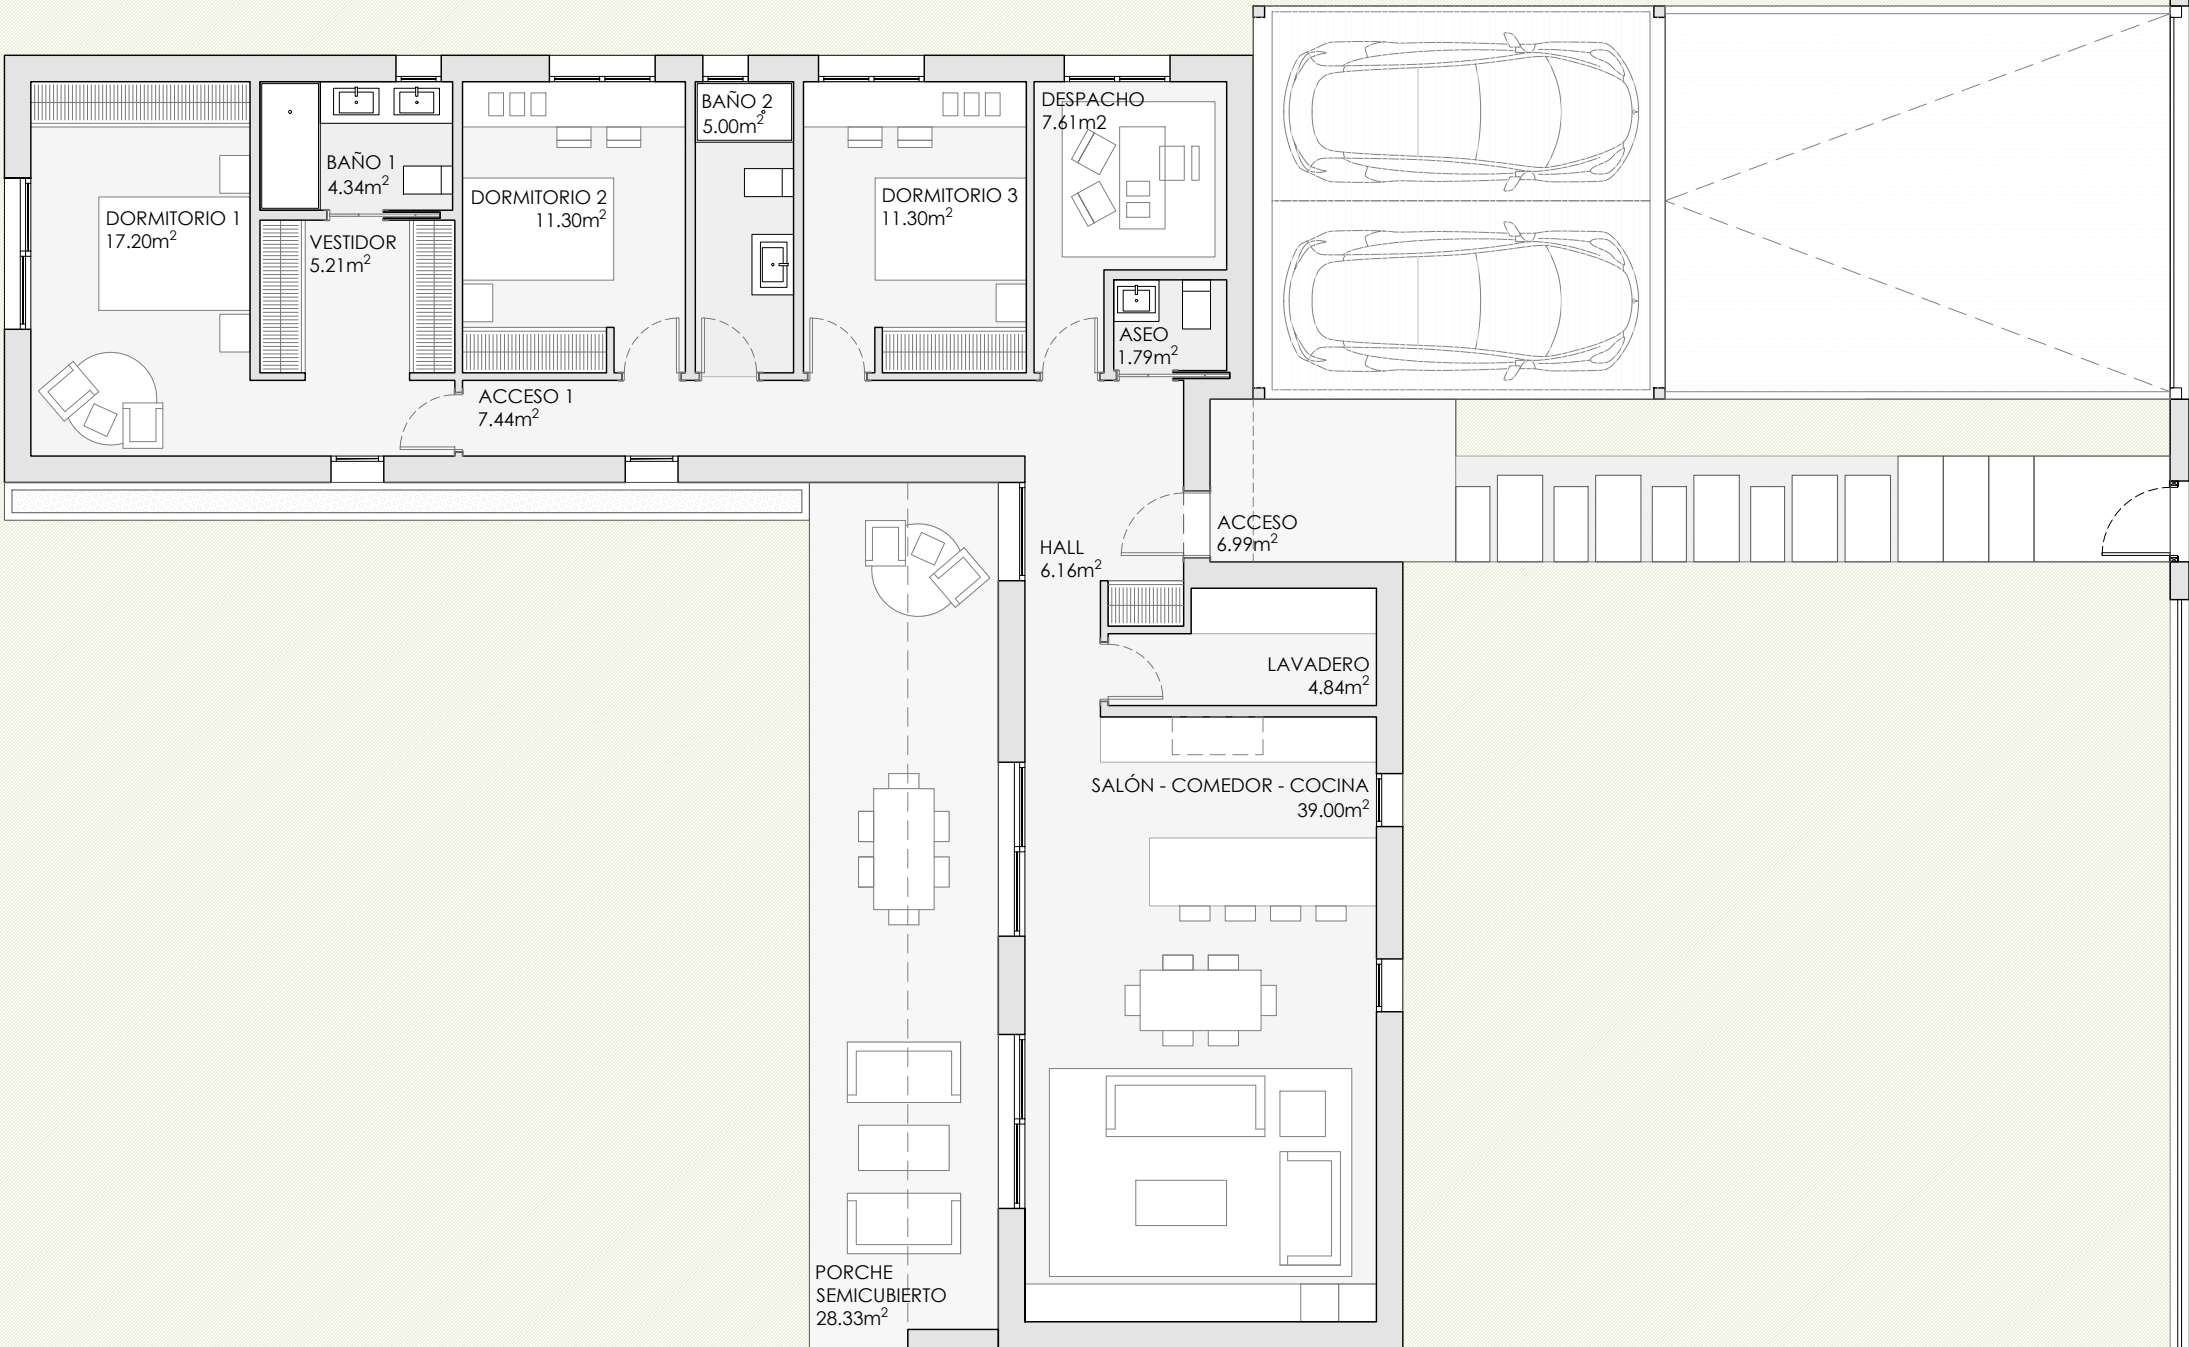 DORMITORIO 1
17.20m²
BAÑO 1
4.34m²
VESTIDOR
5.21m²
DORMITORIO 2
11.30m²
BAÑO 2
5.00m²
DORMITORIO 3
11.30m²
DESPACHO
7.61m2
ASEO
1.79m²
ACCESO 1
7.44m²
HALL
6.16m²
ACCESO
6.99m²
LAVADERO
4.84m²
SALÓN - COMEDOR - COCINA
39.00m²
PORCHE
SEMICUBIERTO
28.33m²